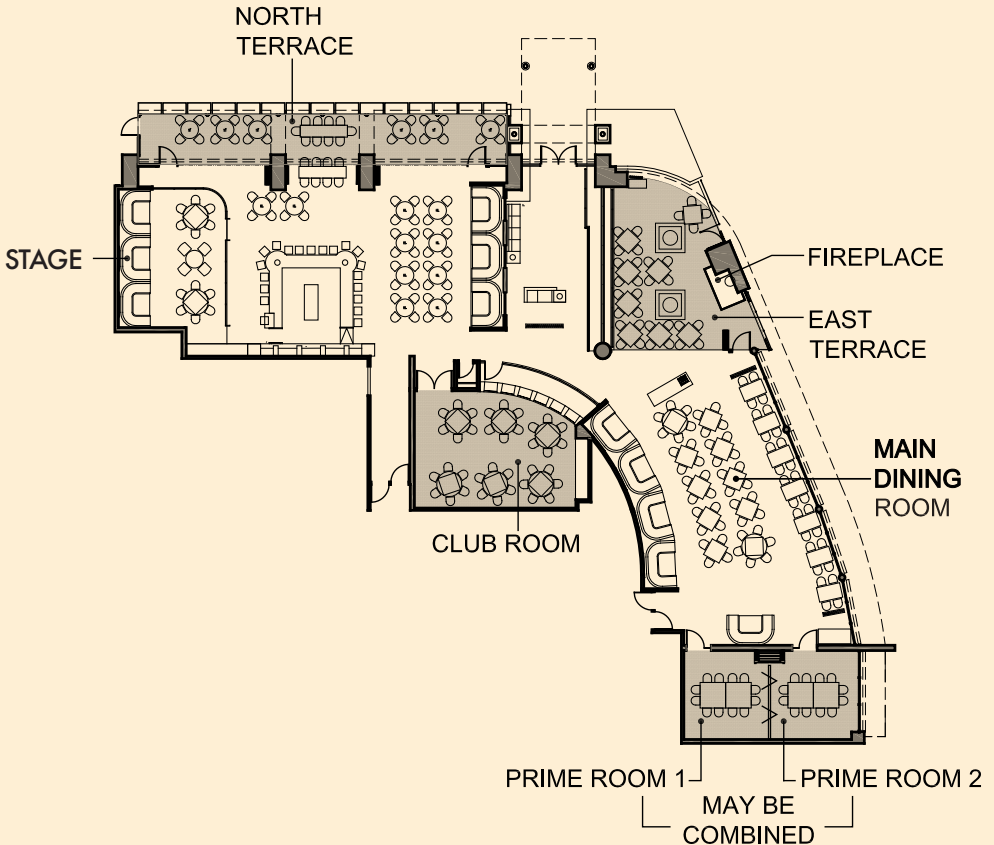 NORTH
TERRACE
STAGE
FIREPLACE
EAST
TERRACE
MAIN
DINING
ROOM
CLUB ROOM
PRIME ROOM 1
PRIME ROOM 2
MAY BE
COMBINED